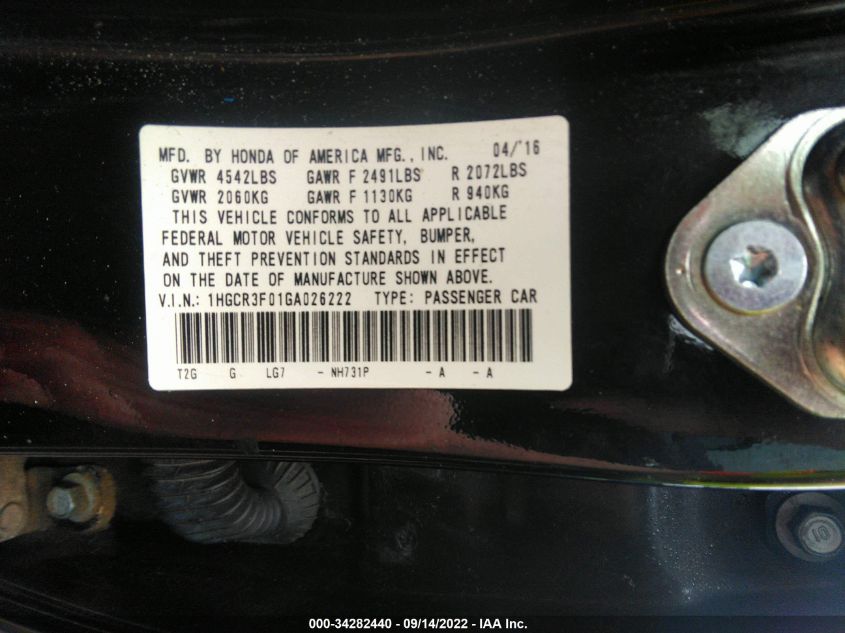 MFD. BY HONDA OF AMERICA MFG., INC. 04/'16
GVWR 4542LBS GAWR F 2491LBS R 2072LBS
GVWR 2060KG GAWR F 1130KG R 940KG
THIS VEHICLE CONFORMS TO ALL APPLICABLE
FEDERAL MOTOR VEHICLE SAFETY, BUMPER,
AND THEFT PREVENTION STANDARDS IN EFFECT
ON THE DATE OF MANUFACTURE SHOWN ABOVE.
V.I.N.: 1HGCR3F01GA026222 TYPE: PASSENGER CAR
T2G G LG7 - NH731P - A - A
000-34282440 - 09/14/2022 - IAA Inc.